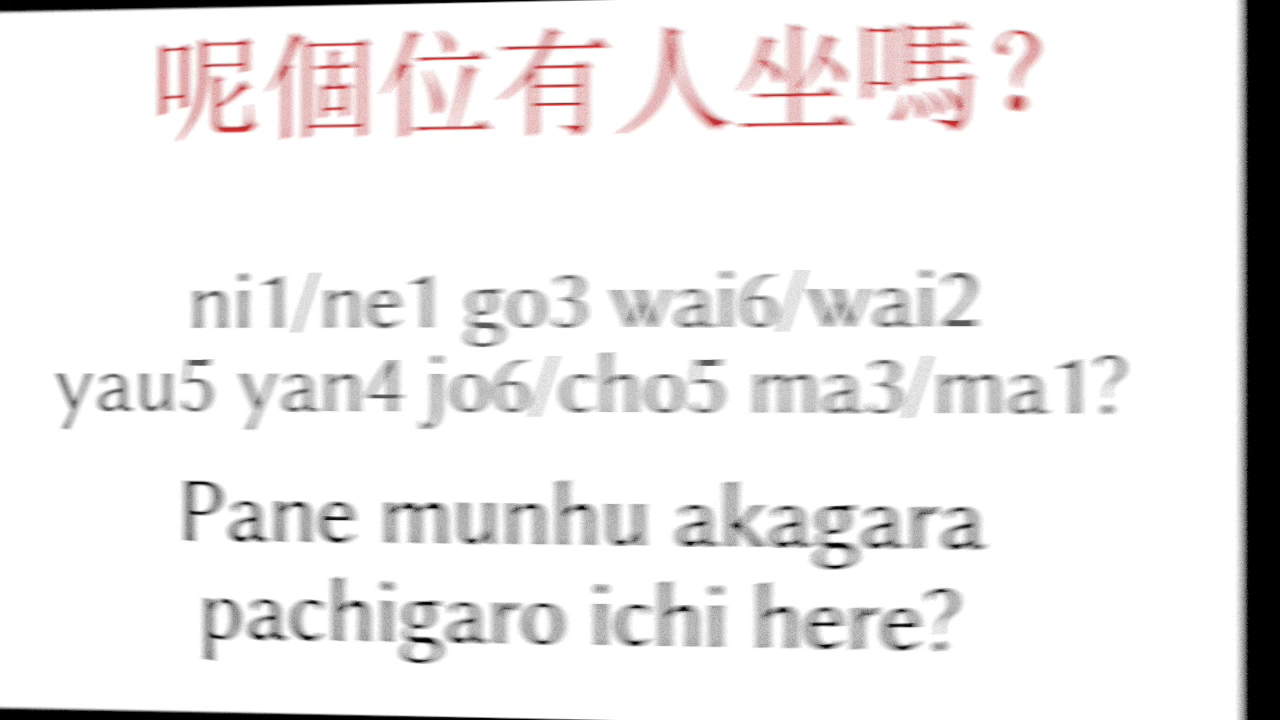 呢個位有人坐嗎?
ni1/ne1 go3 wai6/wai2
yau5 yan4 jo6/cho5 ma3/ma1?
Pane munhu akagara
pachigaro ichi here?